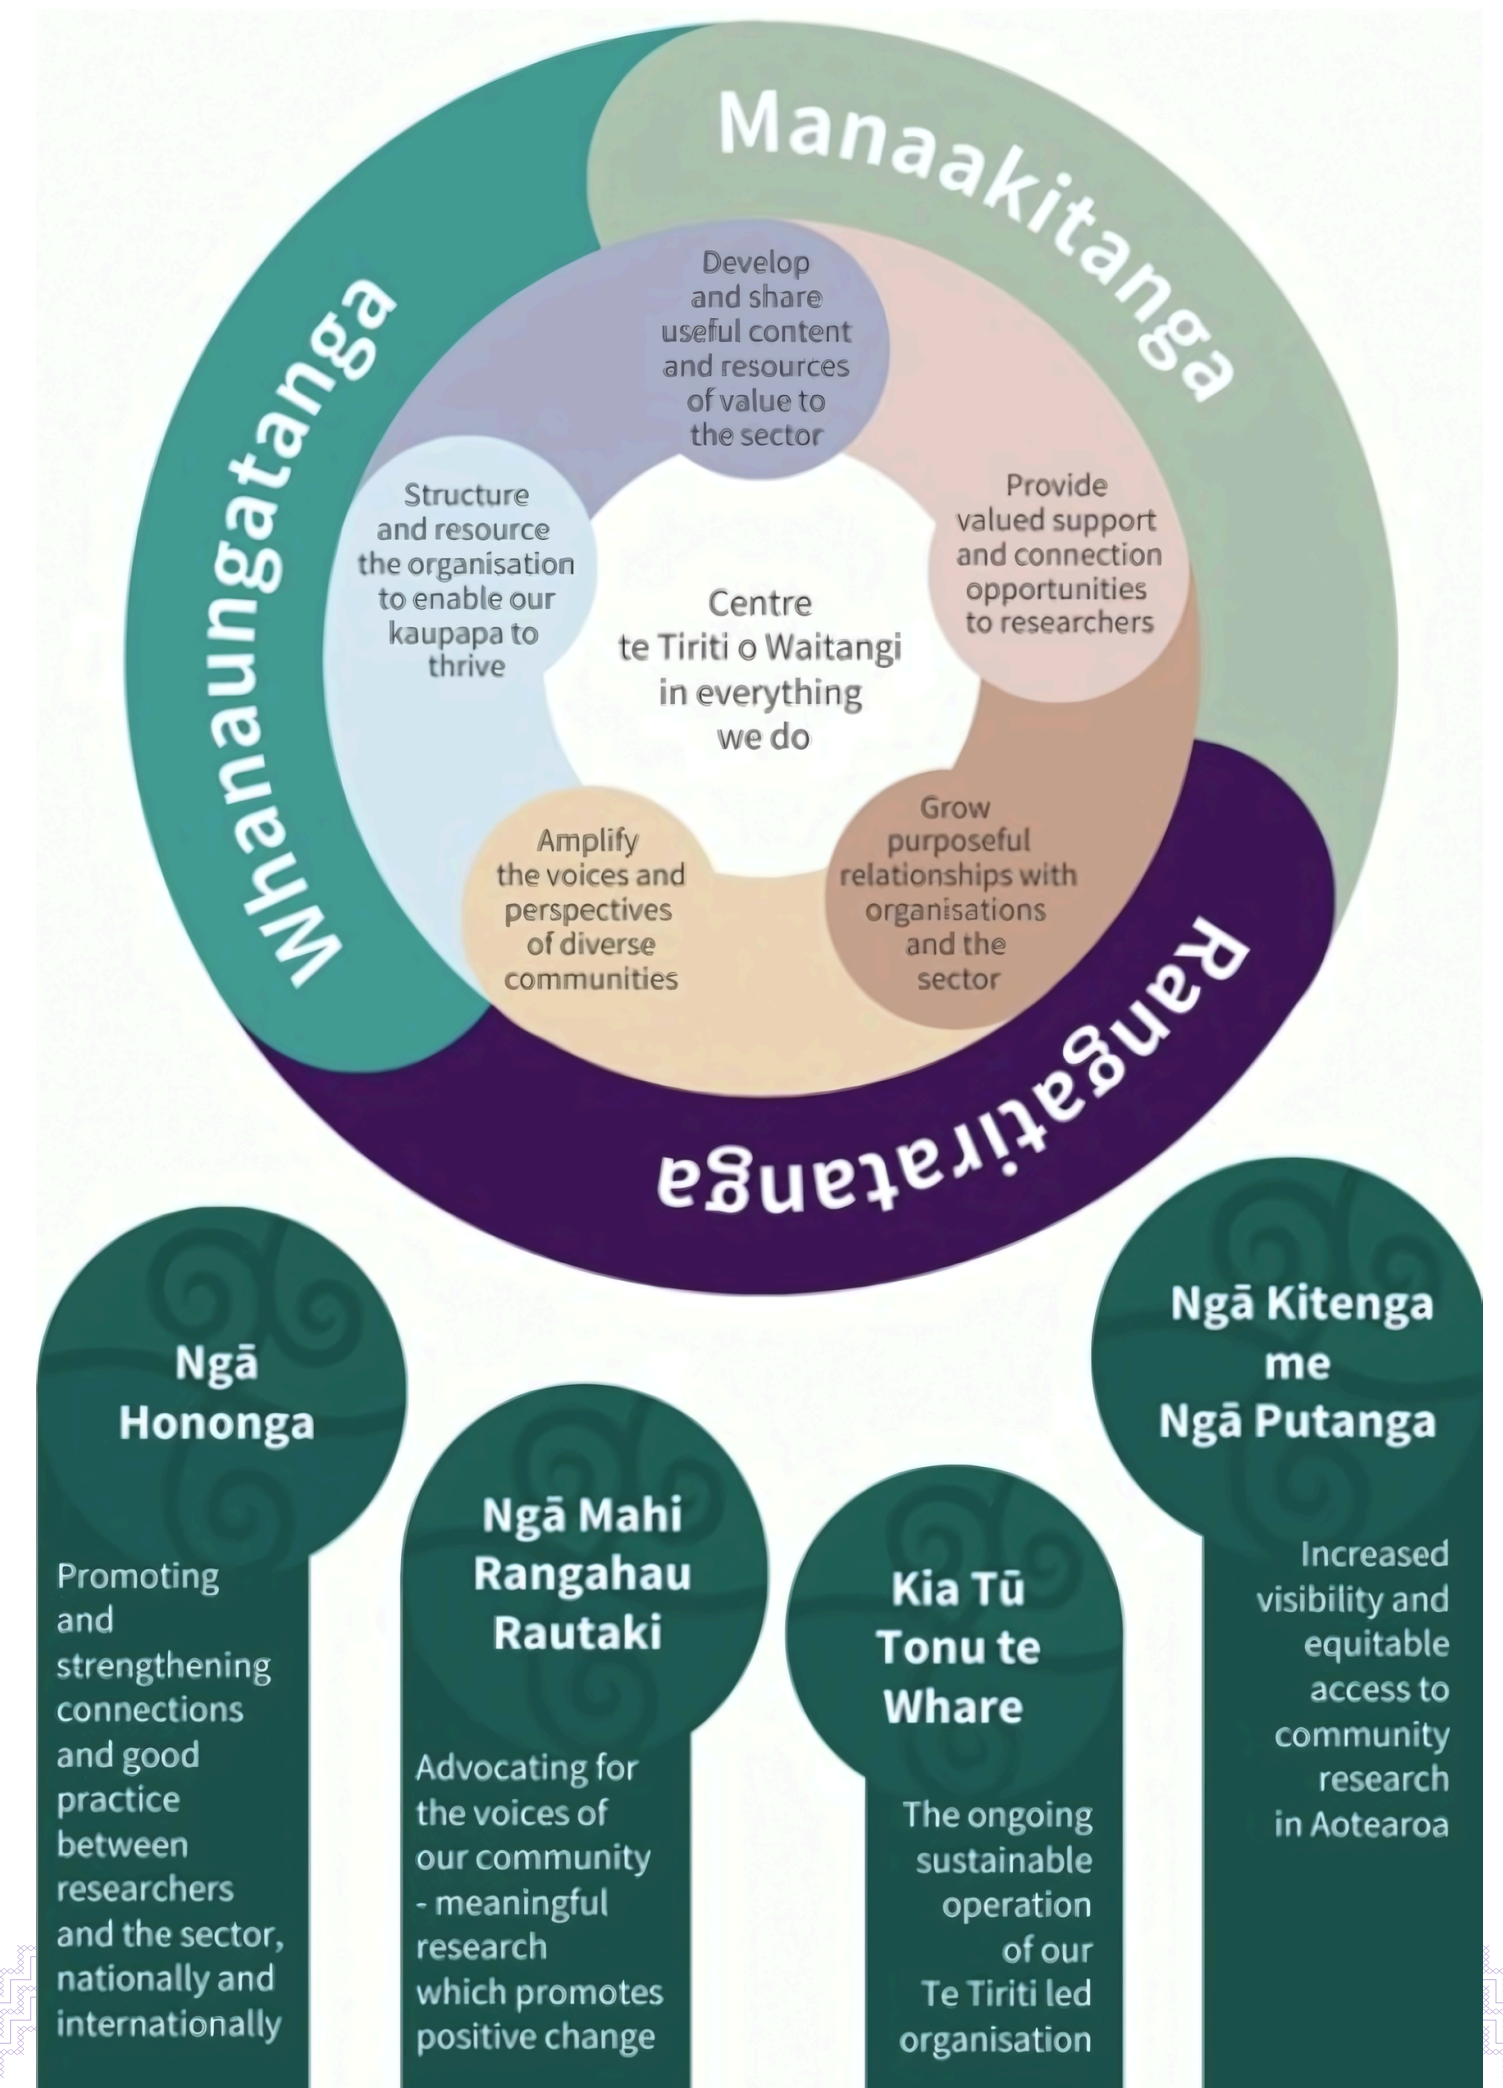 Manaakitanga
Whanaungatanga
Rangatiratanga
Develop
and share
useful content
and resources
of value to
the sector
Provide
valued support
and connection
opportunities
to researchers
Grow
purposeful
relationships with
organisations
and the
sector
Amplify
the voices and
perspectives
of diverse
communities
Structure
and resource
the organisation
to enable our
kaupapa to
thrive
Centre
te Tiriti o Waitangi
in everything
we do
Ngā
Hononga
Promoting
and
strengthening
connections
and good
practice
between
researchers
and the sector,
nationally and
internationally
Ngā Mahi
Rangahau
Rautaki
Advocating for
the voices of
our community
- meaningful
research
which promotes
positive change
Kia Tū
Tonu te
Whare
The ongoing
sustainable
operation
of our
Te Tiriti led
organisation
Ngā Kitenga
me
Ngā Putanga
Increased
visibility and
equitable
access to
community
research
in Aotearoa